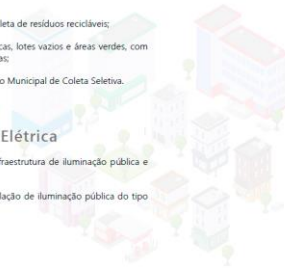 leta de resíduos recicláveis;
cas, lotes vazios e áreas verdes, com
as;
o Municipal de Coleta Seletiva.
Elétrica
fraestrutura de iluminação pública e
lação de iluminação pública do tipo